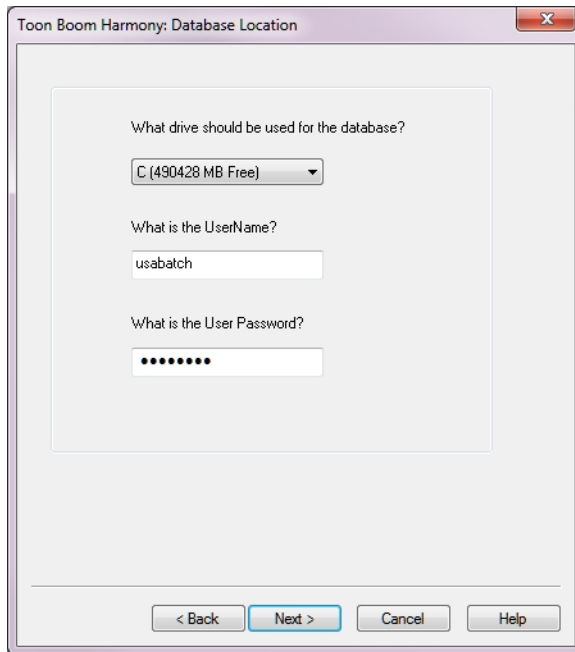 Toon Boom Harmony: Database Location
What drive should be used for the database?
C (490428 MB Free)
What is the UserName?
usabatch
What is the User Password?
••••••••
< Back Next > Cancel Help